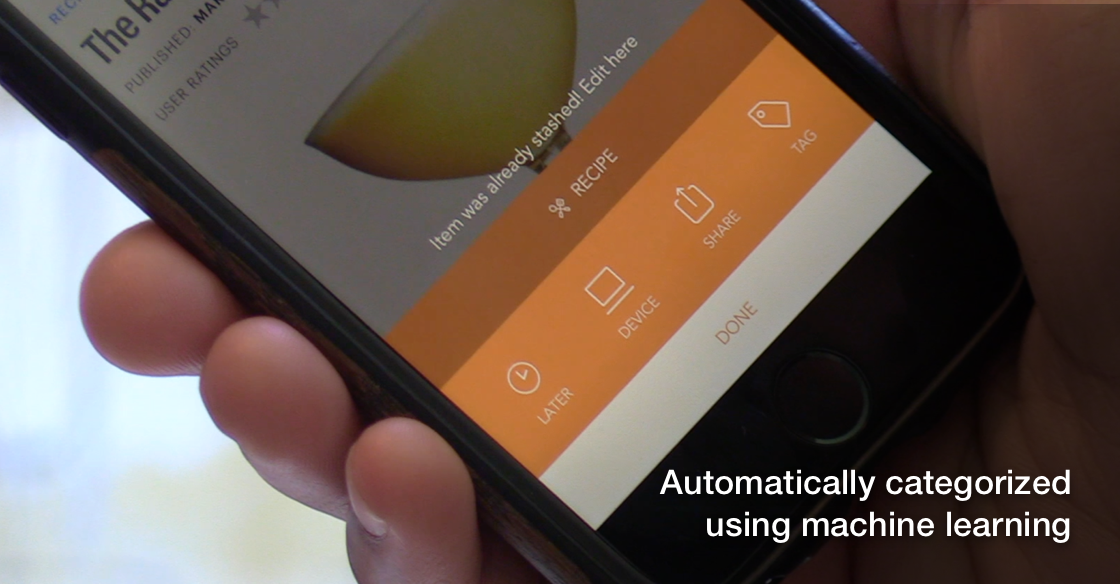 The Ra
PUBLISHED: MAR
USER RATINGS
Item was already stashed! Edit here
RECIPE
LATER
DEVICE
SHARE
TAG
DONE
Automatically categorized
using machine learning